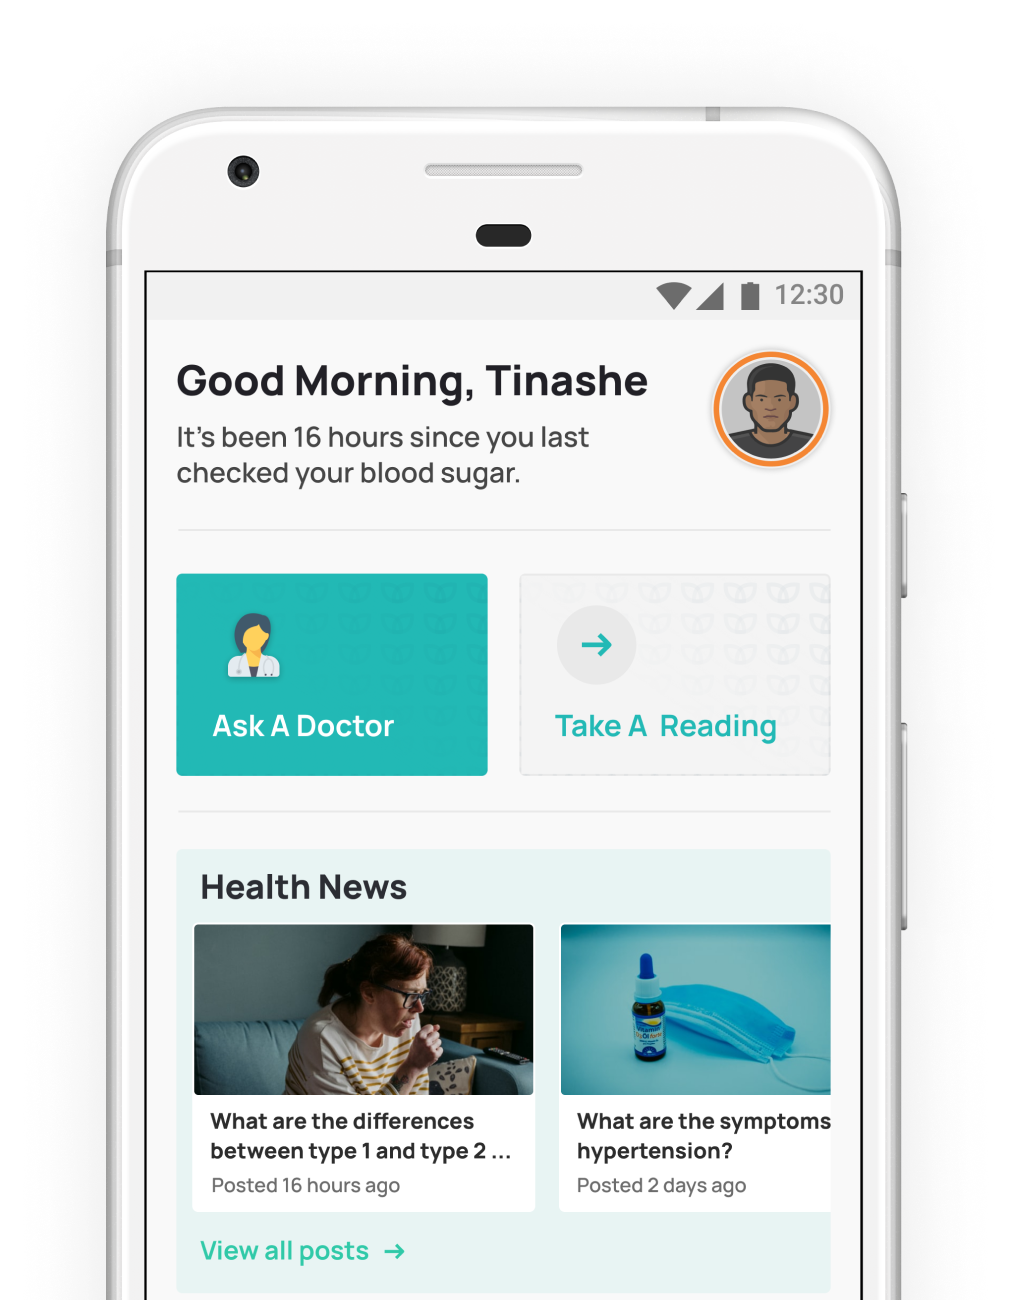 12:30
Good Morning, Tinashe
It's been 16 hours since you last
checked your blood sugar.
Ask A Doctor
Take A Reading
Health News
What are the differences
between type 1 and type 2 ...
Posted 16 hours ago
What are the symptoms
hypertension?
Posted 2 days ago
View all posts